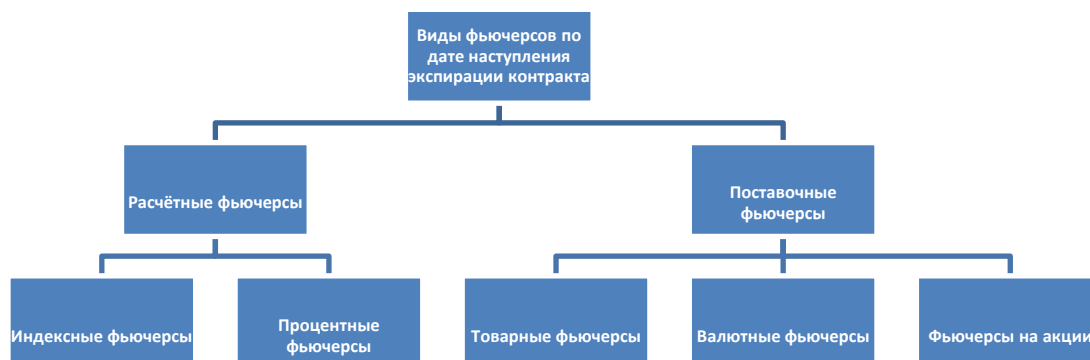 Виды фьючерсов по
дате наступления
экспирации контракта
Расчётные фьючерсы
Поставочные
фьючерсы
Индексные фьючерсы
Процентные
фьючерсы
Товарные фьючерсы
Валютные фьючерсы
Фьючерсы на акции